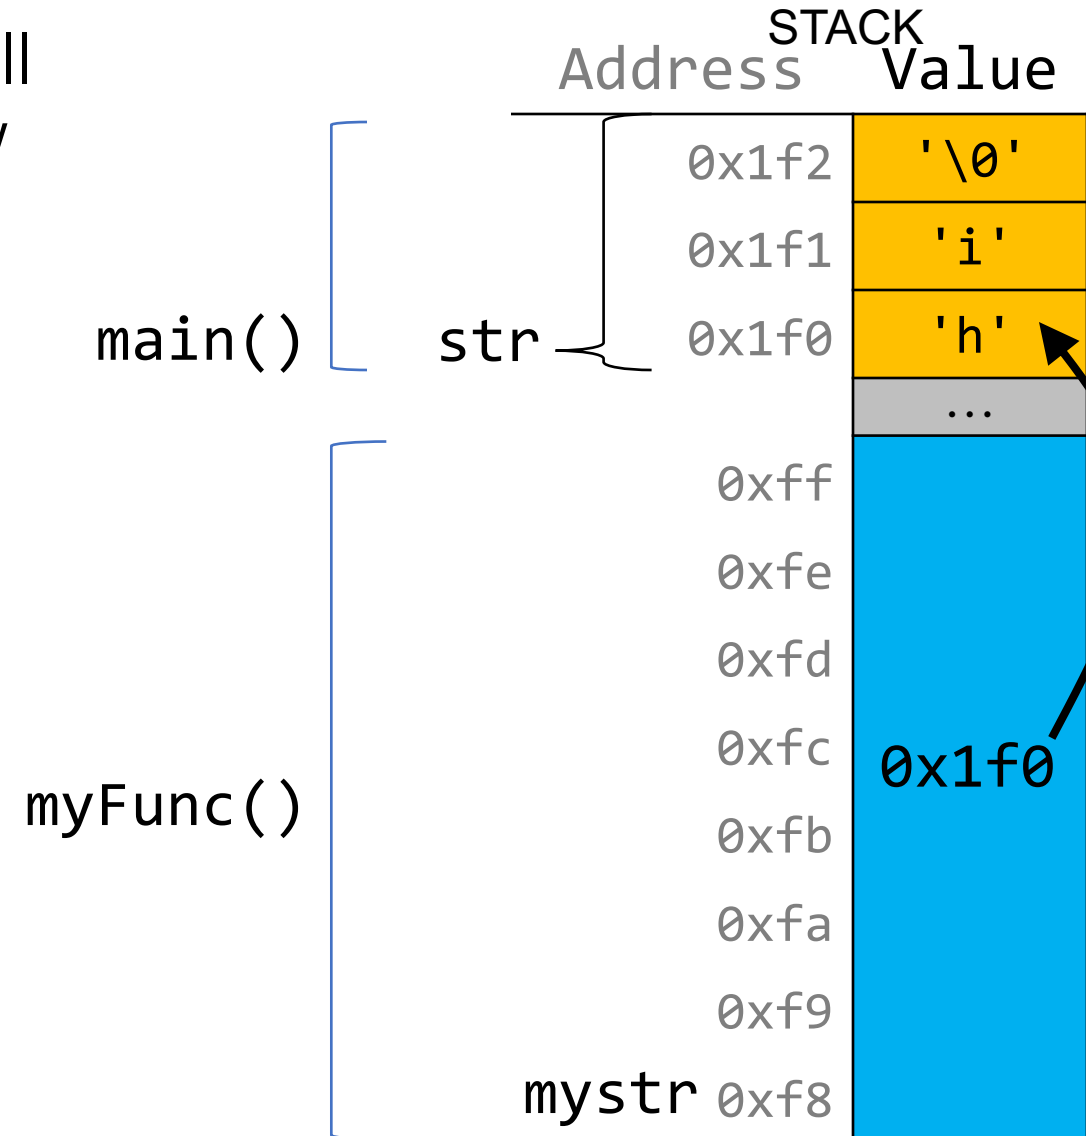 STACK
Address Value
0x1f2 '\0'
0x1f1 'i'
main() str 0x1f0 'h'
...
0xff
0xfe
0xfd
0xfc 0x1f0
myFunc() 0xfb
0xfa
0xf9
mystr 0xf8